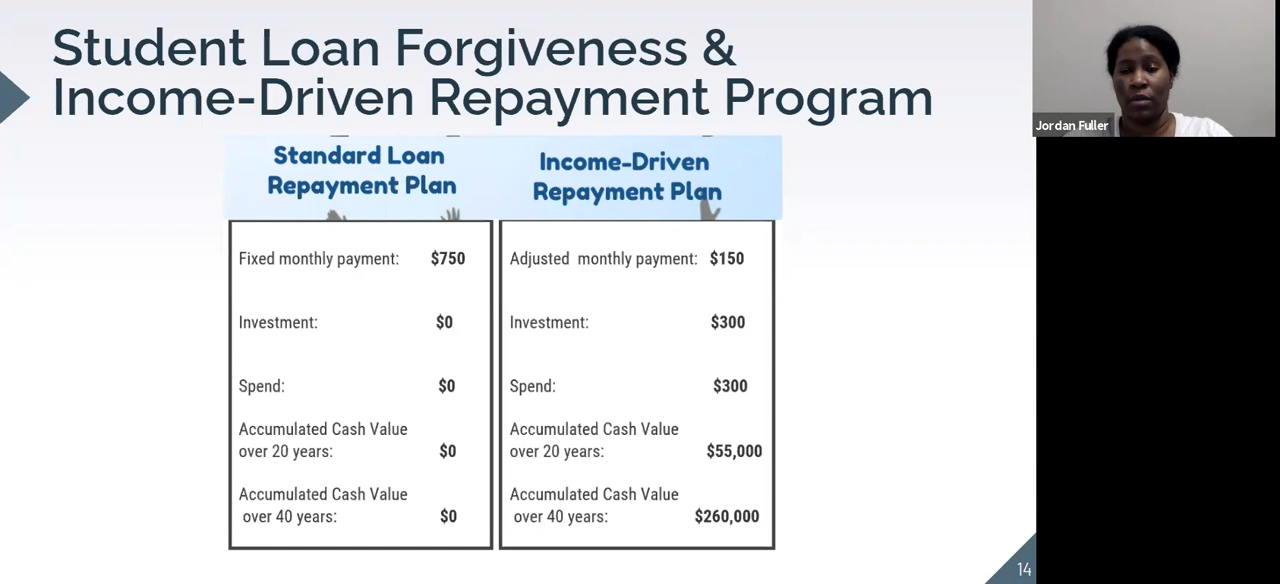 Student Loan Forgiveness &
Income-Driven Repayment Program
Jordan Fuller
Standard Loan
Repayment Plan
Fixed monthly payment: $750
Investment: $0
Spend: $0
Accumulated Cash Value
over 20 years: $0
Accumulated Cash Value
over 40 years: $0
Income-Driven
Repayment Plan
Adjusted monthly payment: $150
Investment: $300
Spend: $300
Accumulated Cash Value
over 20 years: $55,000
Accumulated Cash Value
over 40 years: $260,000
14